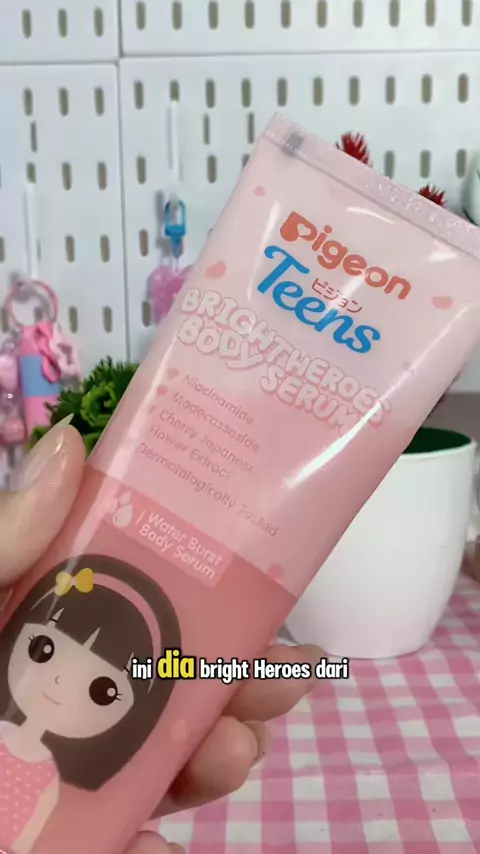 Pigeon
ピジョン
Teens
BRIGHTHEROES
BODY SERUM
Niacinamide
Madecassoside
Cherry Japanese
Flower Extract
Dermatologically Tested
Water Burst
Body Serum
ini dia bright Heroes dari